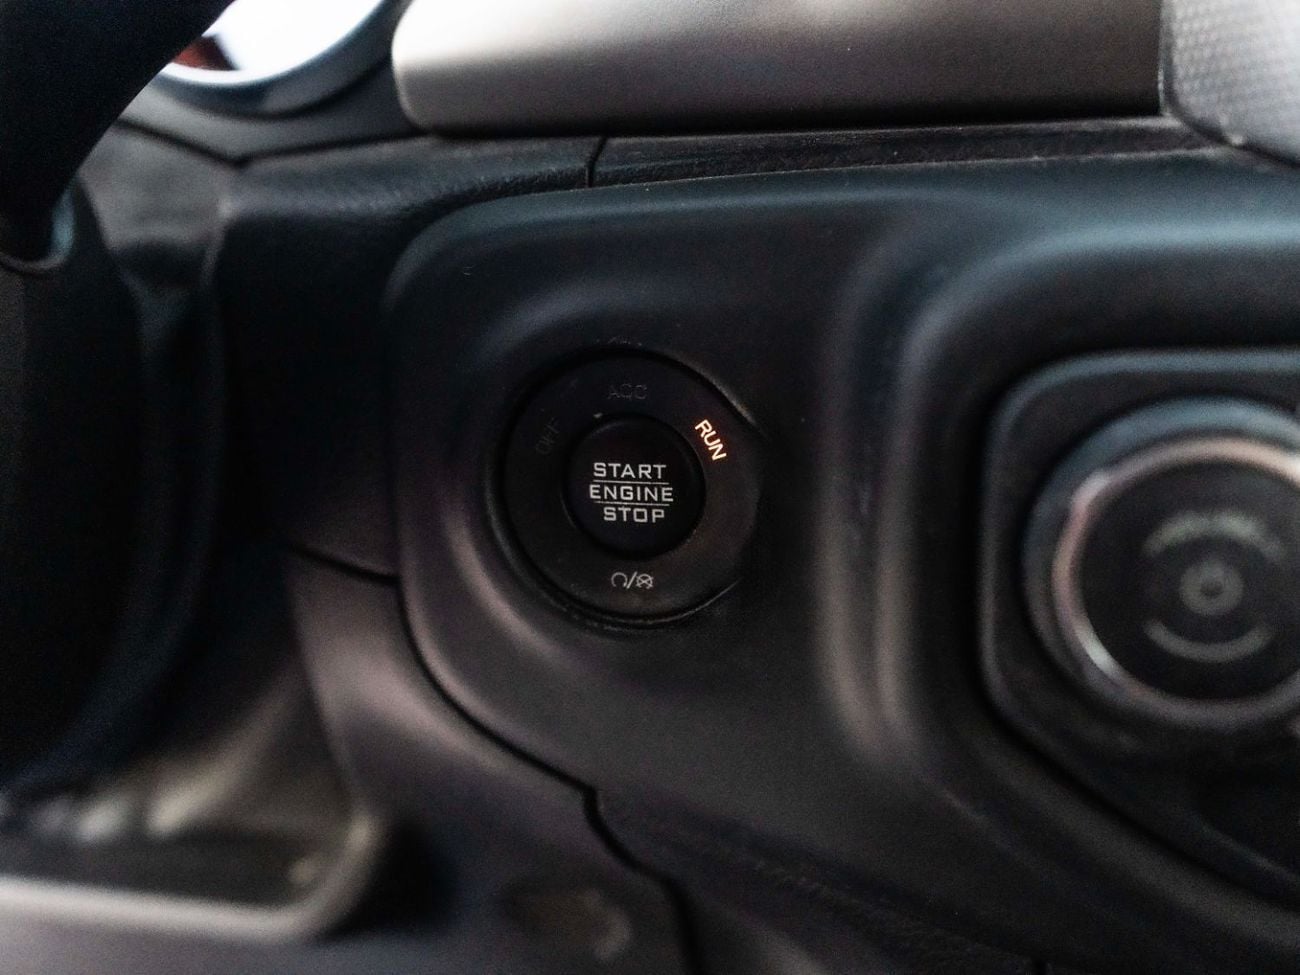 ACC
OFF
RUN
START
ENGINE
STOP